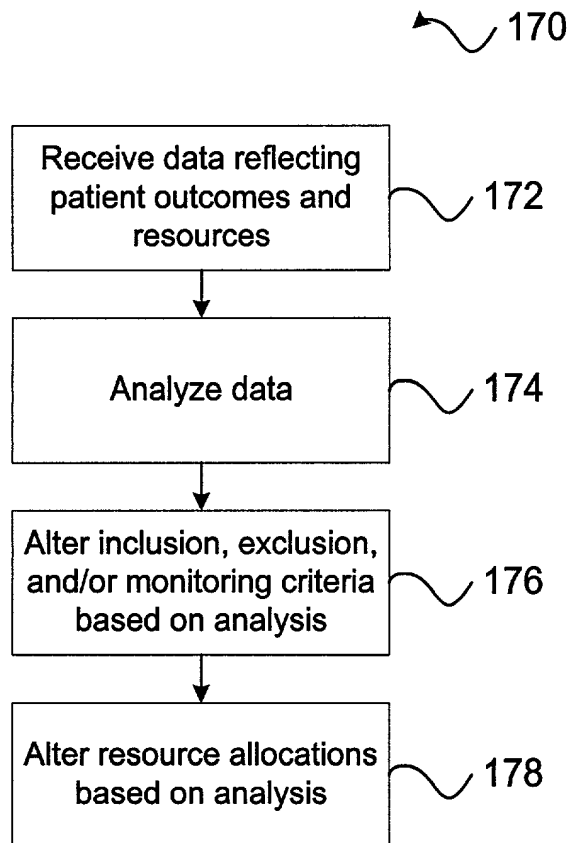 170
Receive data reflecting
patient outcomes and
resources
172
Analyze data
174
Alter inclusion, exclusion,
and/or monitoring criteria
based on analysis
176
Alter resource allocations
based on analysis
178